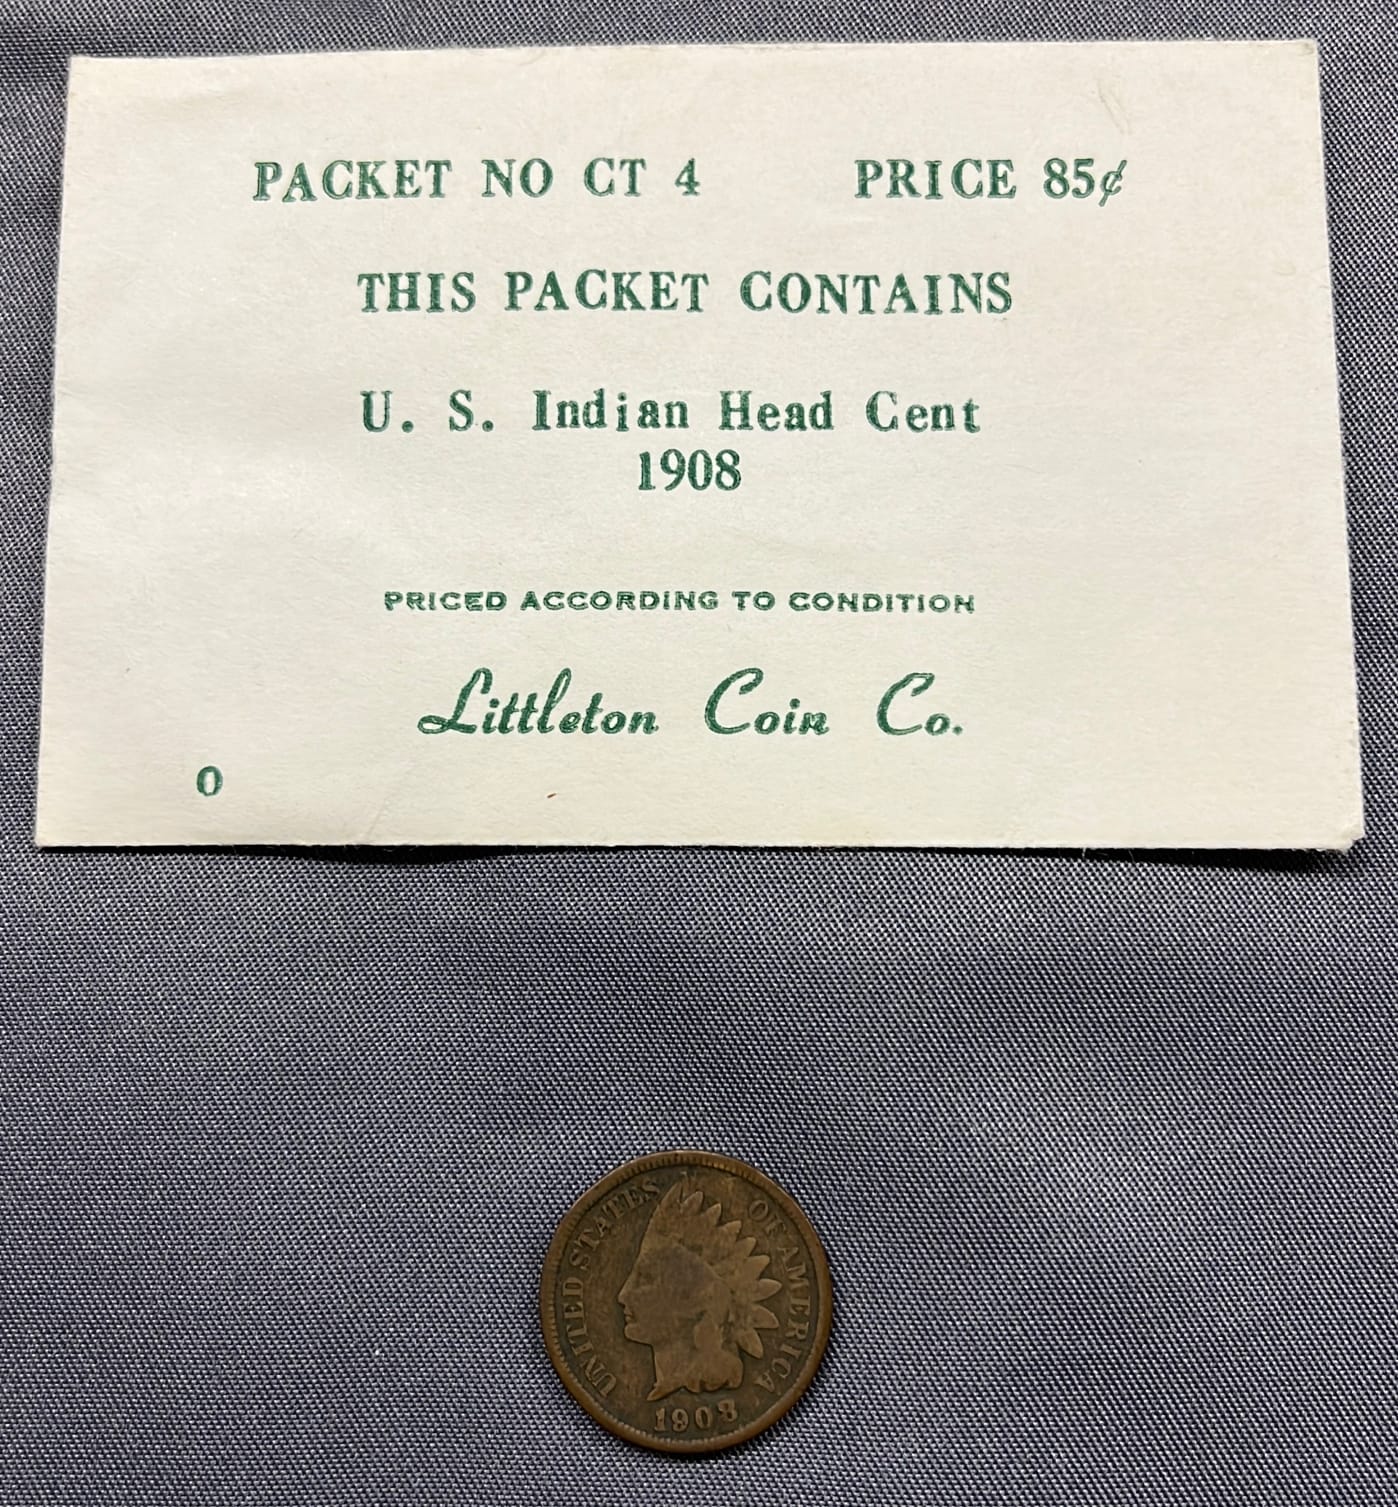 PACKET NO CT 4 PRICE 85¢
THIS PACKET CONTAINS
U. S. Indian Head Cent
1908
PRICED ACCORDING TO CONDITION
Littleton Coin Co.
O
UNITED STATES OF AMERICA
1908